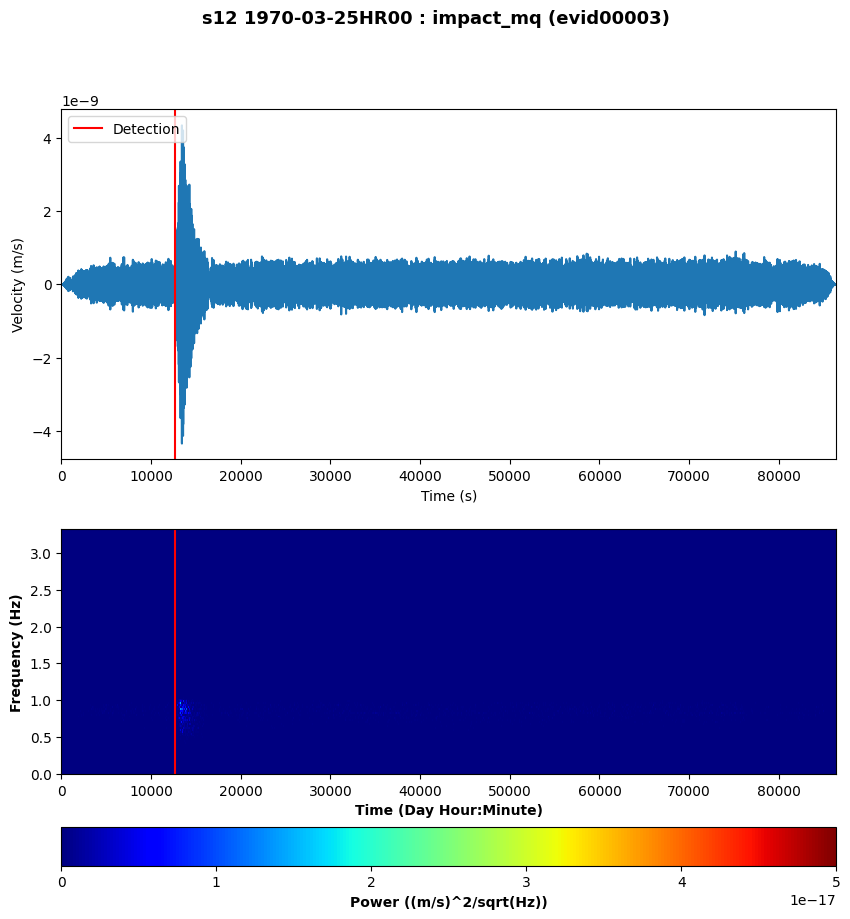 s12 1970-03-25HR00 : impact_mq (evid00003)
1e−9
Detection
4
2
0
−2
−4
Velocity (m/s)
0 10000 20000 30000 40000 50000 60000 70000 80000
Time (s)
3.0
2.5
2.0
1.5
1.0
0.5
0.0
Frequency (Hz)
0 10000 20000 30000 40000 50000 60000 70000 80000
Time (Day Hour:Minute)
0 1 2 3 4 5
1e−17
Power ((m/s)^2/sqrt(Hz))